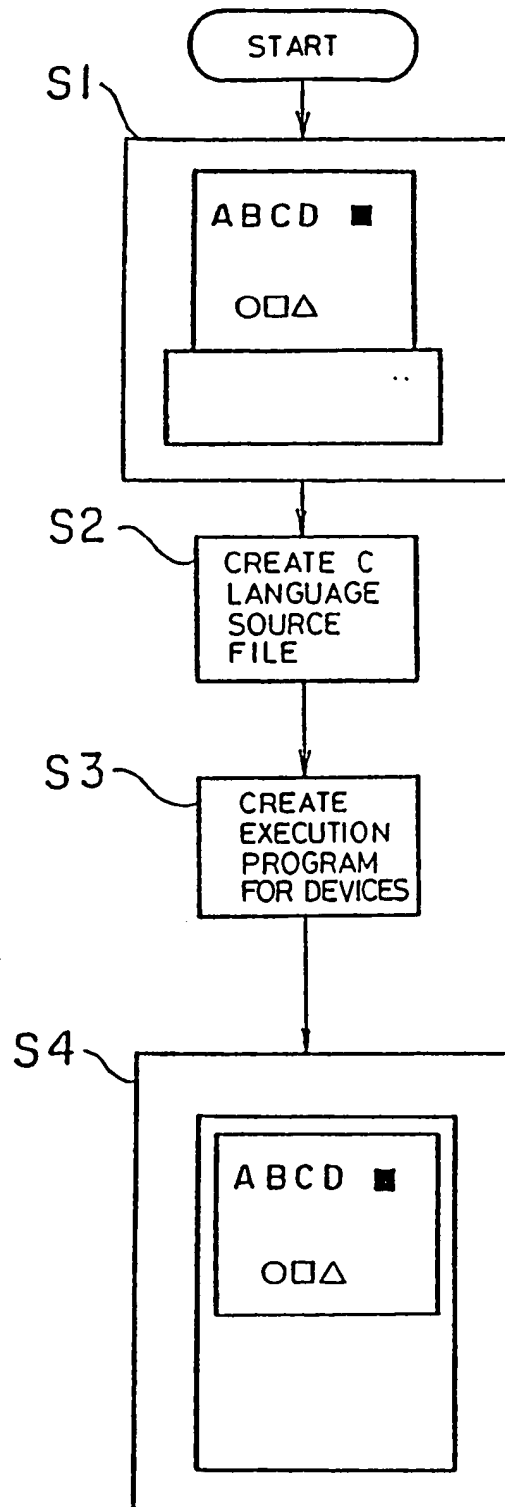 START
S1
ABCD ■
○□△
S2
CREATE C
LANGUAGE
SOURCE
FILE
S3
CREATE
EXECUTION
PROGRAM
FOR DEVICES
S4
ABCD ■
○□△